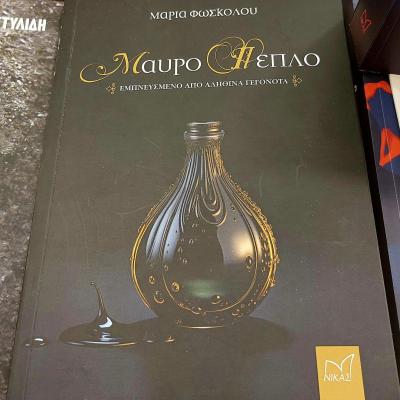 ΤΥΛΙΔΗ
ΜΑΡΙΑ ΦΩΣΚΟΛΟΥ
ΜΑΥΡΟ ΠΕΠΛΟ
ΕΜΠΝΕΥΣΜΕΝΟ ΑΠΟ ΑΛΗΘΙΝΑ ΓΕΓΟΝΟΤΑ
ΝΙΚΑΣ